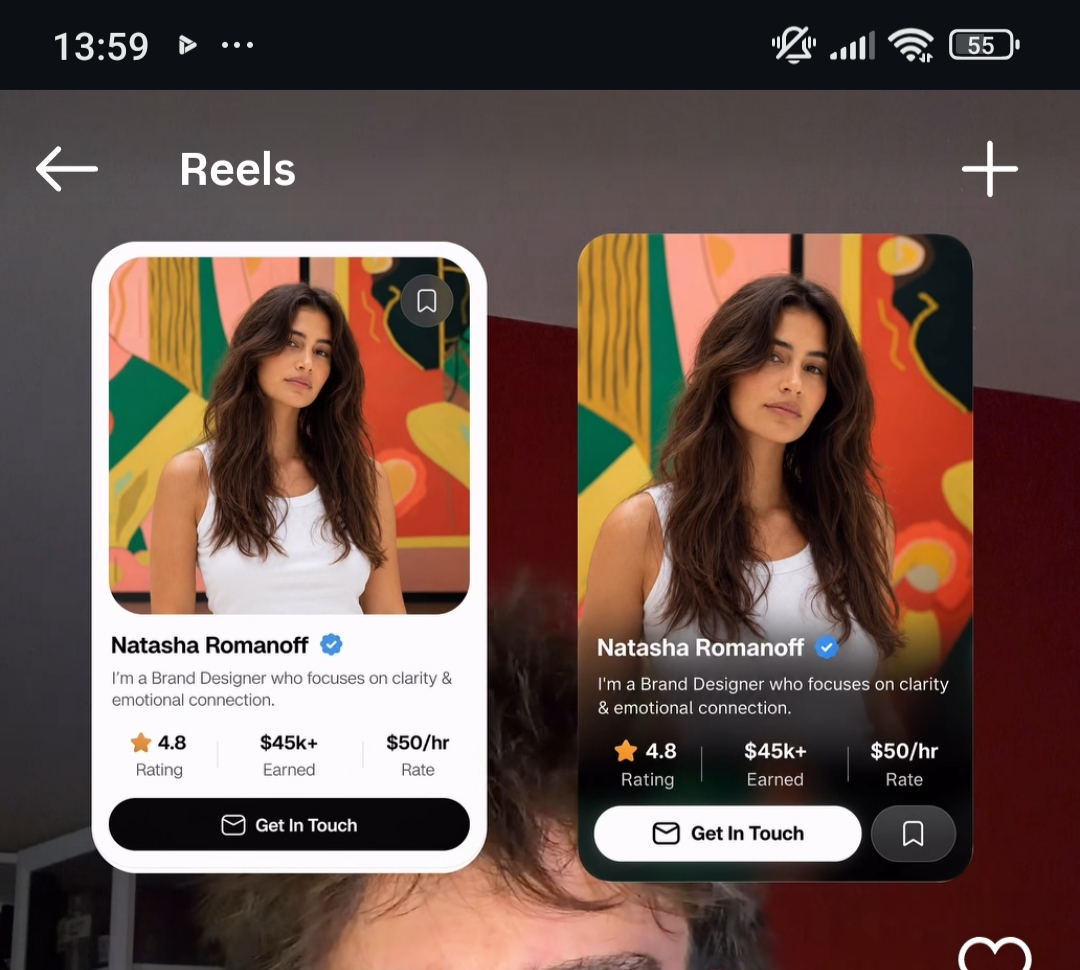 13:59
55
Reels
Natasha Romanoff
I'm a Brand Designer who focuses on clarity &
emotional connection.
4.8
$45k+
$50/hr
Rating
Earned
Rate
Get In Touch
Natasha Romanoff
I'm a Brand Designer who focuses on clarity
& emotional connection.
4.8
$45k+
$50/hr
Rating
Earned
Rate
Get In Touch